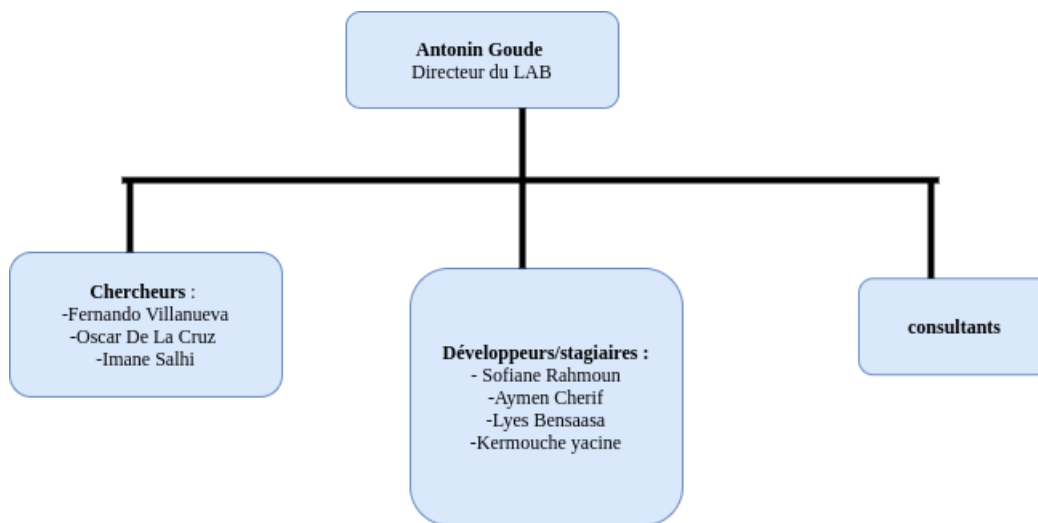 Antonin Goude
Directeur du LAB
Chercheurs :
-Fernando Villanueva
-Oscar De La Cruz
-Imane Salhi
Développeurs/stagiaires :
- Sofiane Rahmoun
-Aymen Cherif
-Lyes Bensaasa
-Kermouche yacine
consultants